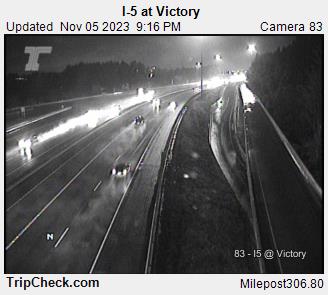 I-5 at Victory
Updated Nov 05 2023 9:16 PM Camera 83
T
N
83 - I5 @ Victory
TripCheck.com Milepost306.80